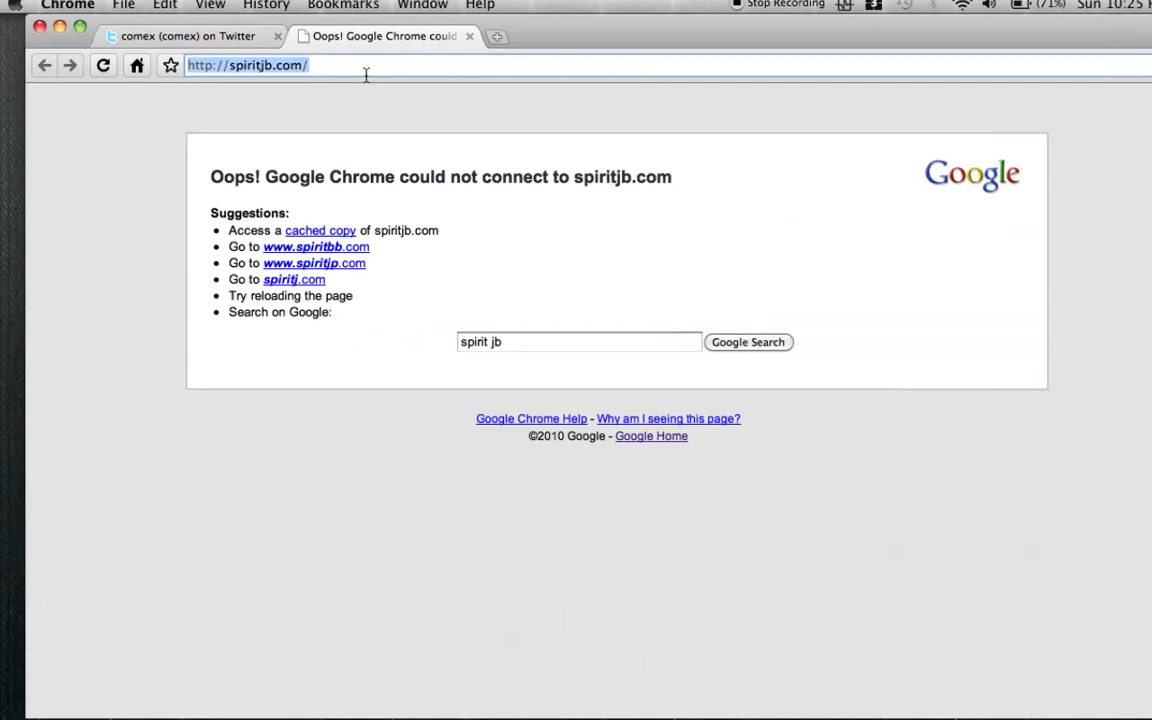 Chrome File Edit View History Bookmarks Window Help Stop Recording (71%) Sun 10:25
comex (comex) on Twitter Oops! Google Chrome could
http://spiritjb.com/
Google
Oops! Google Chrome could not connect to spiritjb.com
Suggestions:
Access a cached copy of spiritjb.com
Go to www.spiritbb.com
Go to www.spiritjp.com
Go to spiritj.com
Try reloading the page
Search on Google:
spirit jb Google Search
Google Chrome Help - Why am I seeing this page?
©2010 Google - Google Home